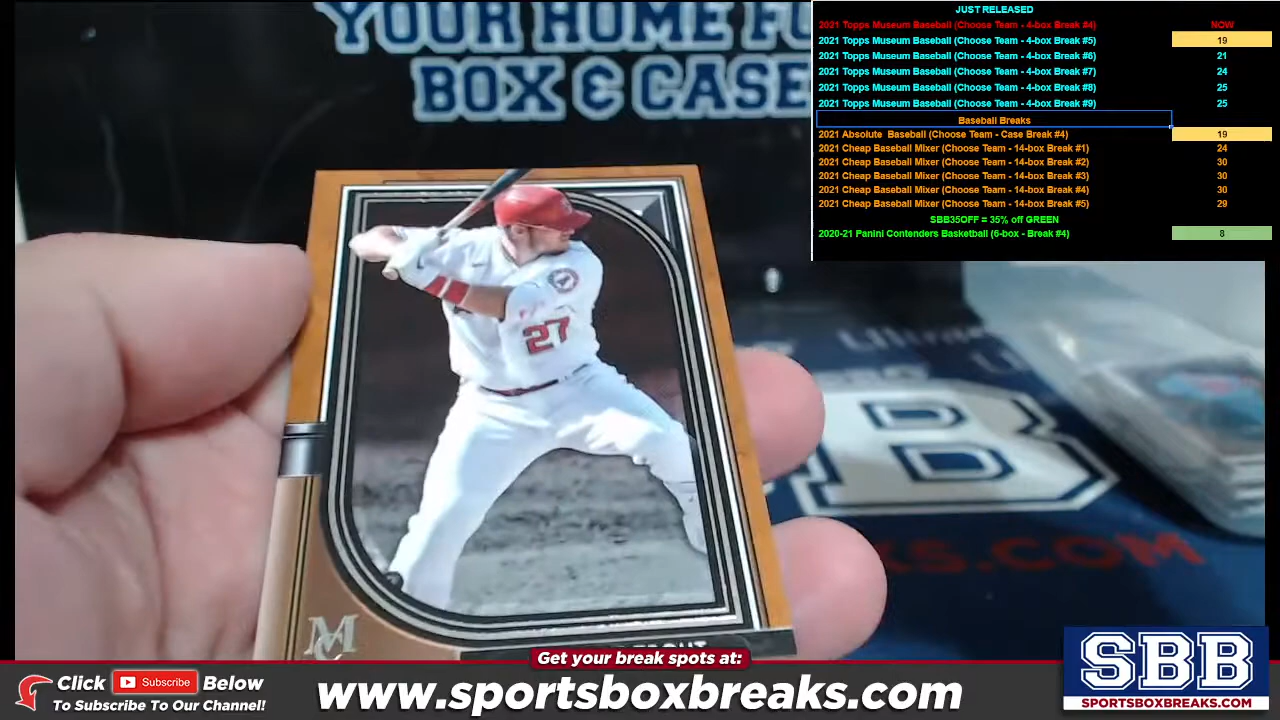 YOUR HOME FO
BOX & CASE
JUST RELEASED
2021 Topps Museum Baseball (Choose Team - 4-box Break #4) NOW
2021 Topps Museum Baseball (Choose Team - 4-box Break #5) 19
2021 Topps Museum Baseball (Choose Team - 4-box Break #6) 21
2021 Topps Museum Baseball (Choose Team - 4-box Break #7) 24
2021 Topps Museum Baseball (Choose Team - 4-box Break #8) 25
2021 Topps Museum Baseball (Choose Team - 4-box Break #9) 25
Baseball Breaks
2021 Absolute Baseball (Choose Team - Case Break #4) 19
2021 Cheap Baseball Mixer (Choose Team - 14-box Break #1) 24
2021 Cheap Baseball Mixer (Choose Team - 14-box Break #2) 30
2021 Cheap Baseball Mixer (Choose Team - 14-box Break #3) 30
2021 Cheap Baseball Mixer (Choose Team - 14-box Break #4) 30
2021 Cheap Baseball Mixer (Choose Team - 14-box Break #5) 29
SBB35OFF = 35% off GREEN
2020-21 Panini Contenders Basketball (6-box - Break #4) 8
27
MC
B
KS.COM
Get your break spots at:
Click Subscribe Below
To Subscribe To Our Channel!
www.sportsboxbreaks.com
SBB
SPORTSBOXBREAKS.COM